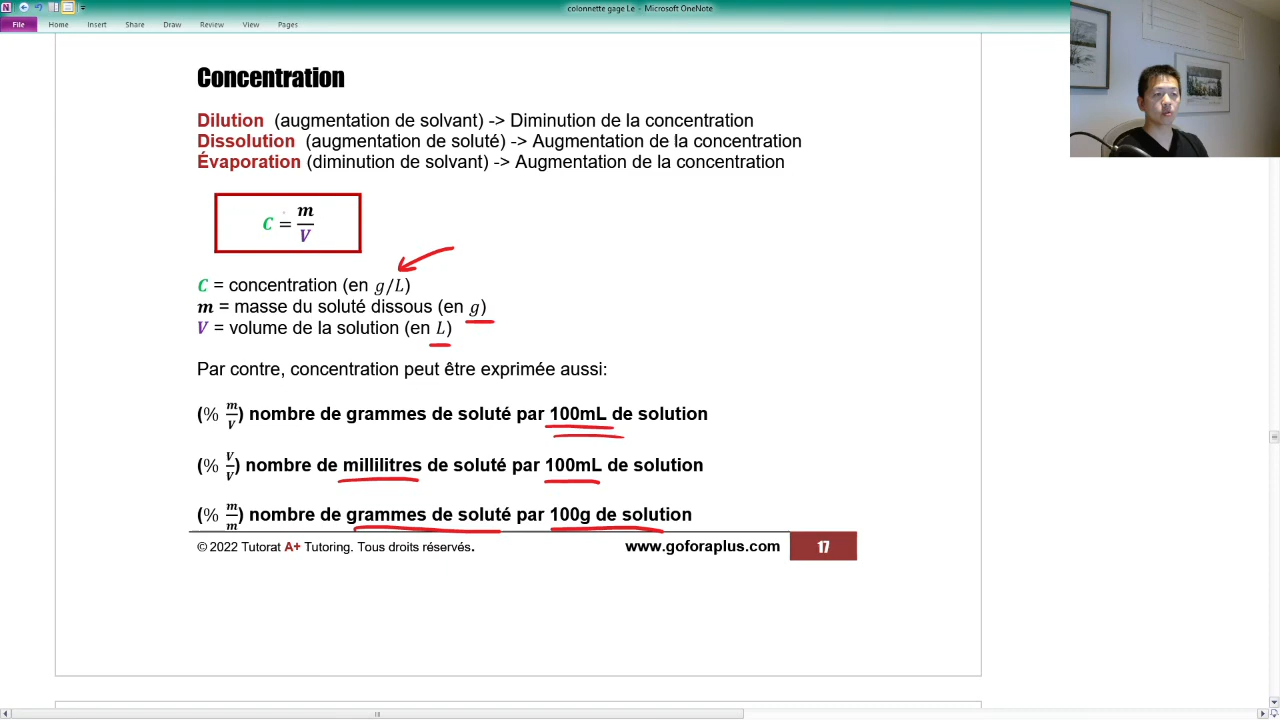 colonnette gage Le - Microsoft OneNote
File Home Insert Share Draw Review View Pages
Concentration
Dilution (augmentation de solvant) -> Diminution de la concentration
Dissolution (augmentation de soluté) -> Augmentation de la concentration
Évaporation (diminution de solvant) -> Augmentation de la concentration
C = m/V
C = concentration (en g/L)
m = masse du soluté dissous (en g)
V = volume de la solution (en L)
Par contre, concentration peut être exprimée aussi:
(% m/V) nombre de grammes de soluté par 100mL de solution
(% V/V) nombre de millilitres de soluté par 100mL de solution
(% m/m) nombre de grammes de soluté par 100g de solution
© 2022 Tutorat A+ Tutoring. Tous droits réservés. www.goforaplus.com 17